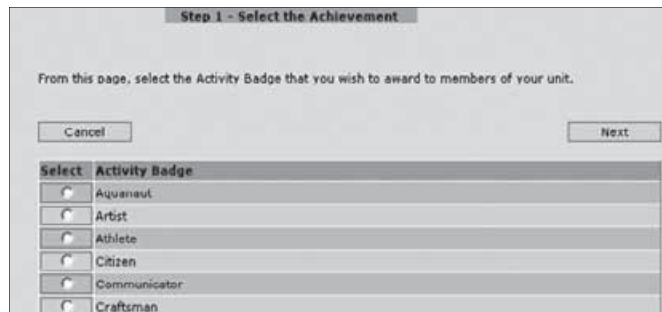 Step 1 - Select the Achievement
From this page, select the Activity Badge that you wish to award to members of your unit.
Cancel Next
Select Activity Badge
Aquanaut
Artist
Athlete
Citizen
Communicator
Craftsman